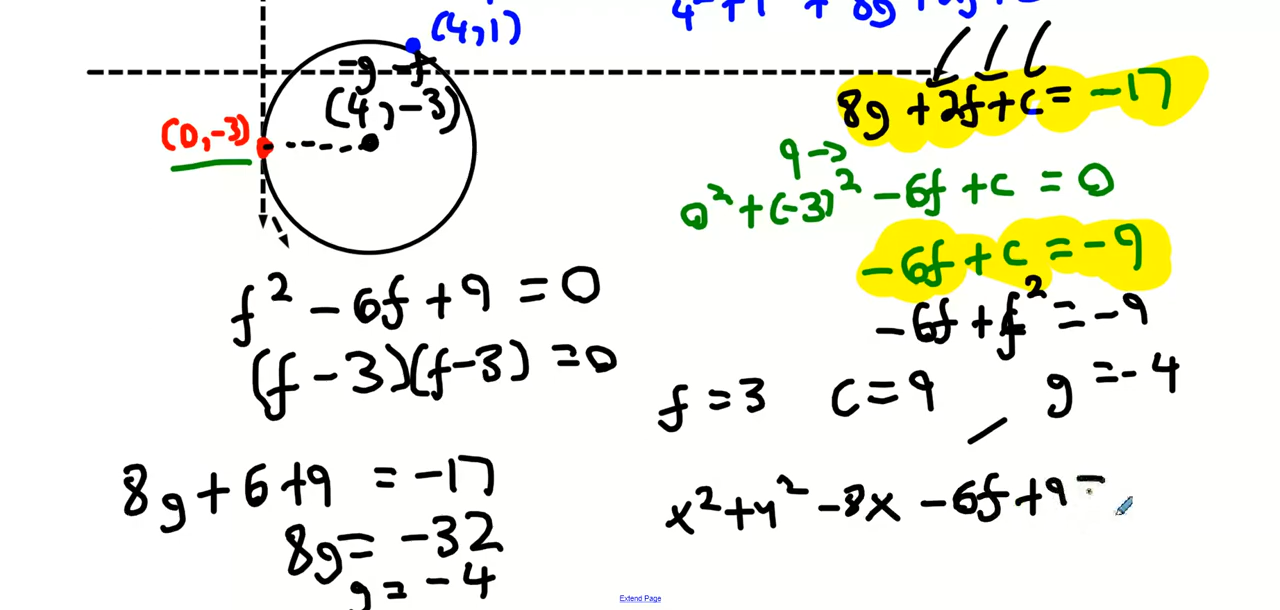 (4,1)
-g -f
(4,-3)
(0,-3)
f² - 6f + 9 = 0
(f - 3)(f - 3) = 0
8g + 6 + 9 = -17
8g = -32
g = -4
8g + 2f + c = -17
9 →
0² + (-3)² - 6f + c = 0
-6f + c = -9
-6f + f² = -9
f = 3 c = 9 g = -4
x² + y² - 8x - 6f + 9 =
Extend Page